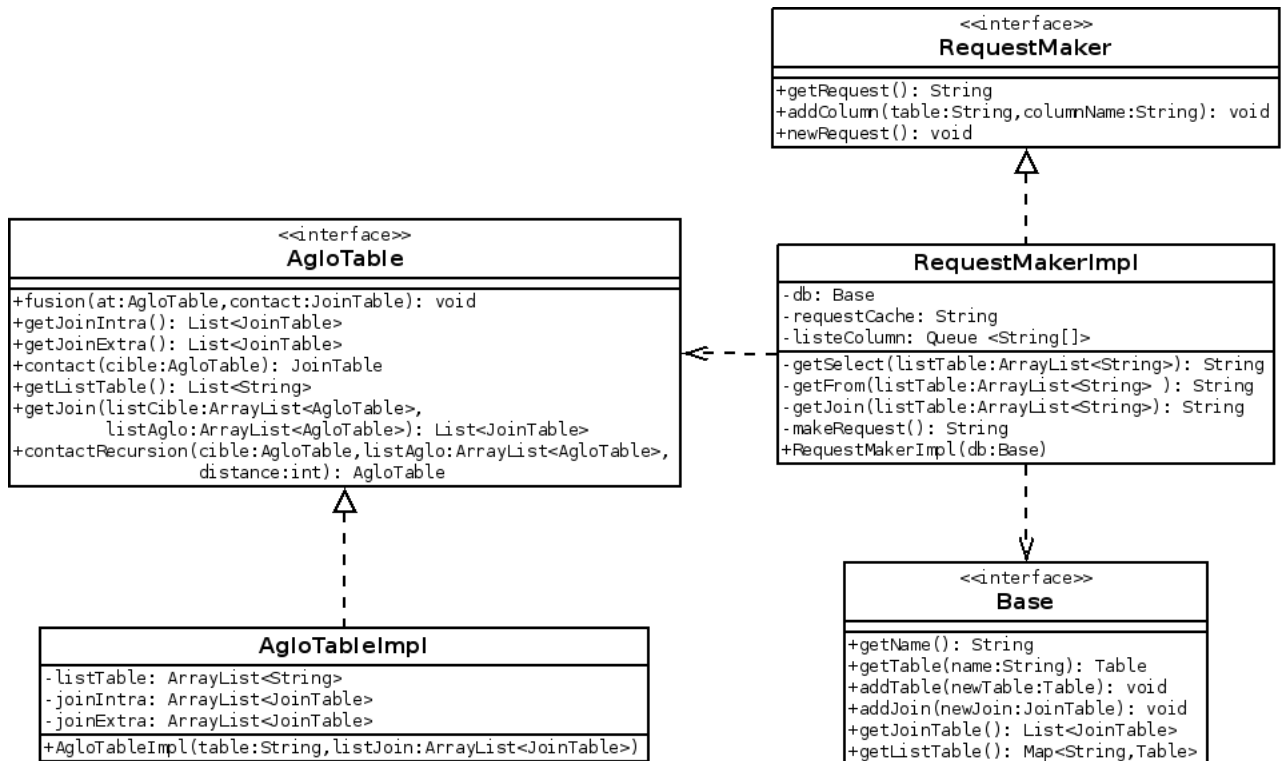 <<interface>>
RequestMaker
+getRequest(): String
+addColumn(table:String,columnName:String): void
+newRequest(): void
<<interface>>
AgloTable
+fusion(at:AgloTable,contact:JoinTable): void
+getJoinIntra(): List<JoinTable>
+getJoinExtra(): List<JoinTable>
+contact(cible:AgloTable): JoinTable
+getListTable(): List<String>
+getJoin(listCible:ArrayList<AgloTable>,
listAglo:ArrayList<AgloTable>): List<JoinTable>
+contactRecursion(cible:AgloTable,listAglo:ArrayList<AgloTable>,
distance:int): AgloTable
RequestMakerImpl
-db: Base
-requestCache: String
-listeColumn: Queue <String[]>
-getSelect(listTable:ArrayList<String>): String
-getFrom(listTable:ArrayList<String> ): String
-getJoin(listTable:ArrayList<String>): String
-makeRequest(): String
+RequestMakerImpl(db:Base)
AgloTableImpl
-listTable: ArrayList<String>
-joinIntra: ArrayList<JoinTable>
-joinExtra: ArrayList<JoinTable>
+AgloTableImpl(table:String,listJoin:ArrayList<JoinTable>)
<<interface>>
Base
+getName(): String
+getTable(name:String): Table
+addTable(newTable:Table): void
+addJoin(newJoin:JoinTable): void
+getJoinTable(): List<JoinTable>
+getListTable(): Map<String,Table>